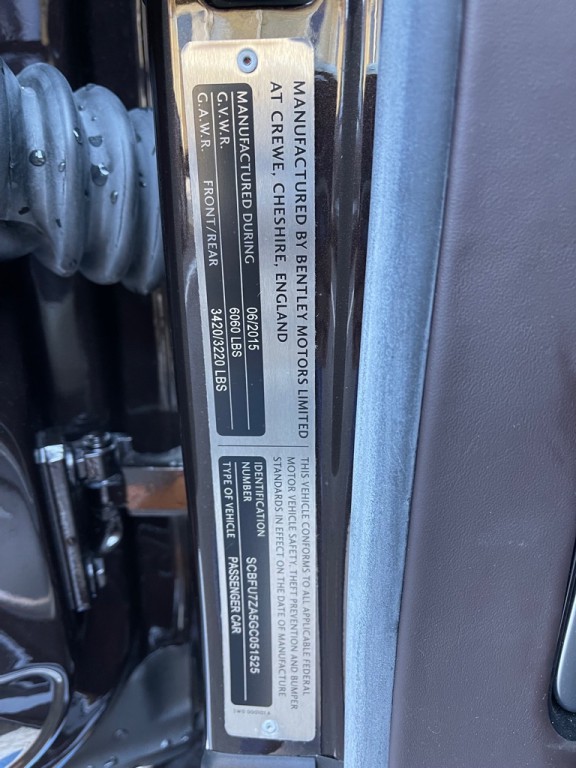 MANUFACTURED BY BENTLEY MOTORS LIMITED
AT CREWE, CHESHIRE, ENGLAND
MANUFACTURED DURING 06/2015
G.V.W.R. 6060 LBS
G.A.W.R. FRONT/REAR 3420/3220 LBS
THIS VEHICLE CONFORMS TO ALL APPLICABLE FEDERAL
MOTOR VEHICLE SAFETY, THEFT PREVENTION AND BUMPER
STANDARDS IN EFFECT ON THE DATE OF MANUFACTURE
IDENTIFICATION
NUMBER SCBFU7ZA5GC051525
TYPE OF VEHICLE PASSENGER CAR